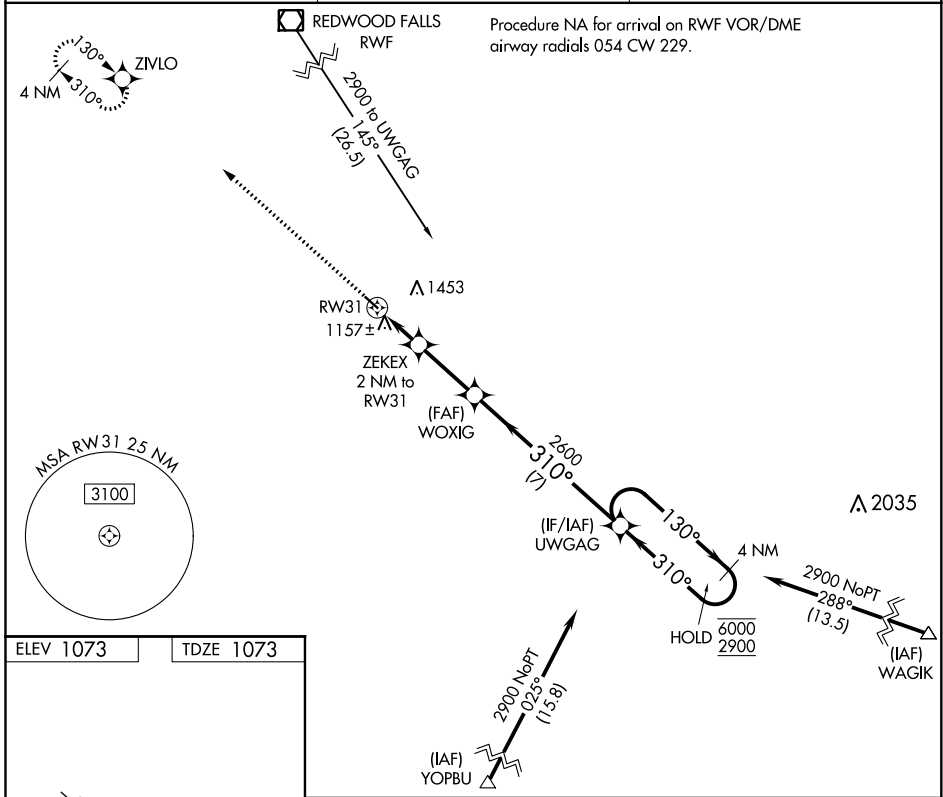 REDWOOD FALLS
RWF
Procedure NA for arrival on RWF VOR/DME
airway radials 054 CW 229.
130°
ZIVLO
4 NM
310°
2900 to UWGAG
145°
(26.5)
1453
RW31
1157±
ZEKEX
2 NM to
RW31
(FAF)
WOXIG
2600
310°
(7)
MSA RW31 25 NM
3100
(IF/IAF)
UWGAG
130°
310°
4 NM
2035
HOLD
6000
2900
2900 NoPT
288°
(13.5)
(IAF)
WAGIK
2900 NoPT
025°
(15.8)
(IAF)
YOPBU
ELEV 1073
TDZE 1073